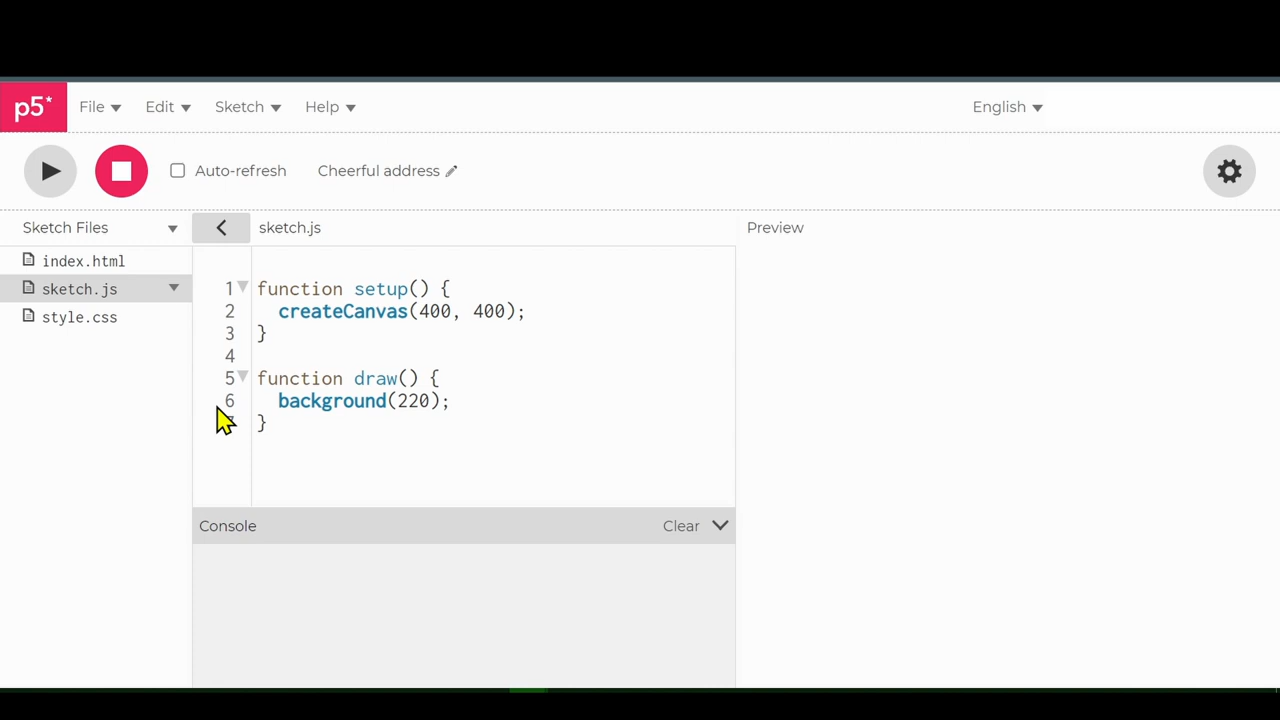 p5* File Edit Sketch Help English
Auto-refresh Cheerful address
Sketch Files sketch.js Preview
index.html
sketch.js
style.css
1 function setup() {
2 createCanvas(400, 400);
3 }
4
5 function draw() {
6 background(220);
}
Console Clear